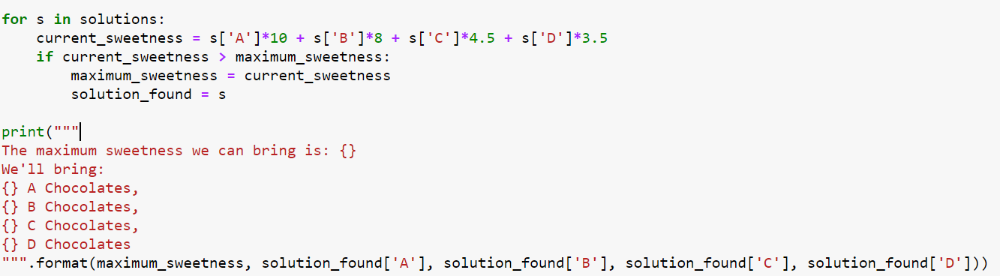 for s in solutions:
    current_sweetness = s['A']*10 + s['B']*8 + s['C']*4.5 + s['D']*3.5
    if current_sweetness > maximum_sweetness:
        maximum_sweetness = current_sweetness
        solution_found = s

print("""
The maximum sweetness we can bring is: {}
We'll bring:
{} A Chocolates,
{} B Chocolates,
{} C Chocolates,
{} D Chocolates
""".format(maximum_sweetness, solution_found['A'], solution_found['B'], solution_found['C'], solution_found['D']))